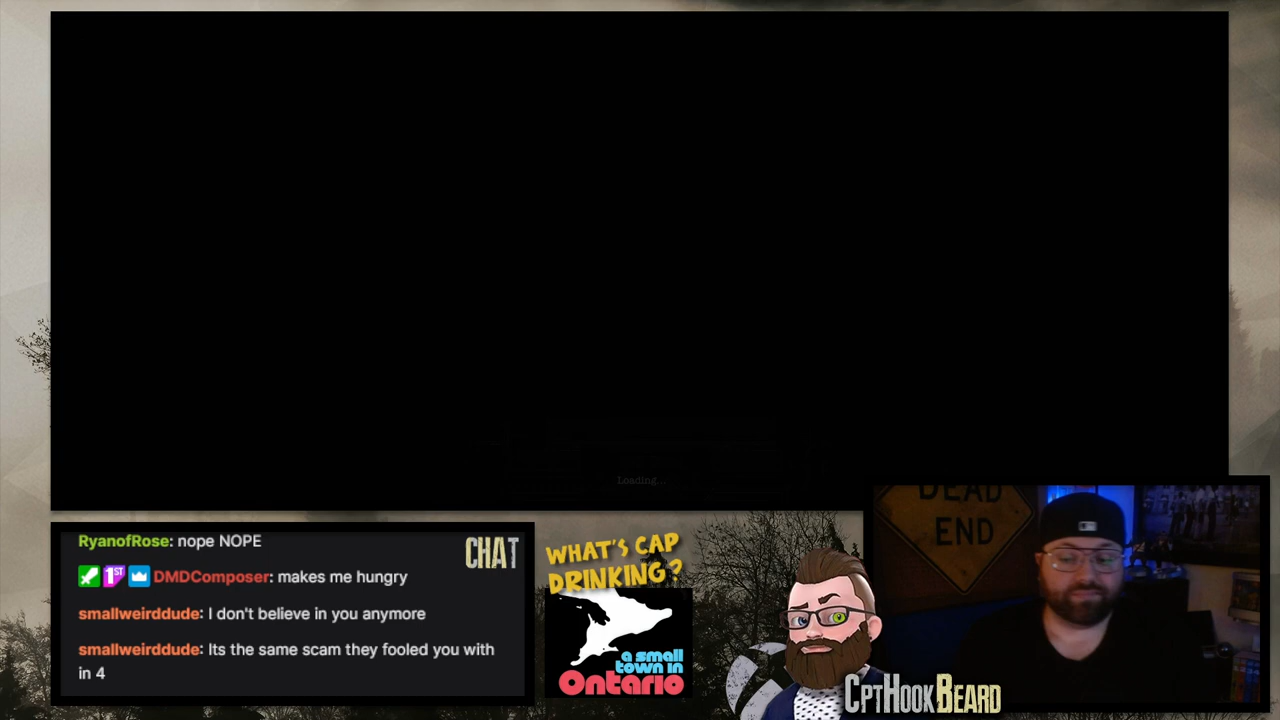 Loading...
DEAD
END
RyanofRose: nope NOPE
CHAT
1ST DMDComposer: makes me hungry
smallweirddude: I don't believe in you anymore
smallweirddude: Its the same scam they fooled you with
in 4
WHAT'S CAP
DRINKING?
a small
town in
Ontario
CPTHOOKBEARD